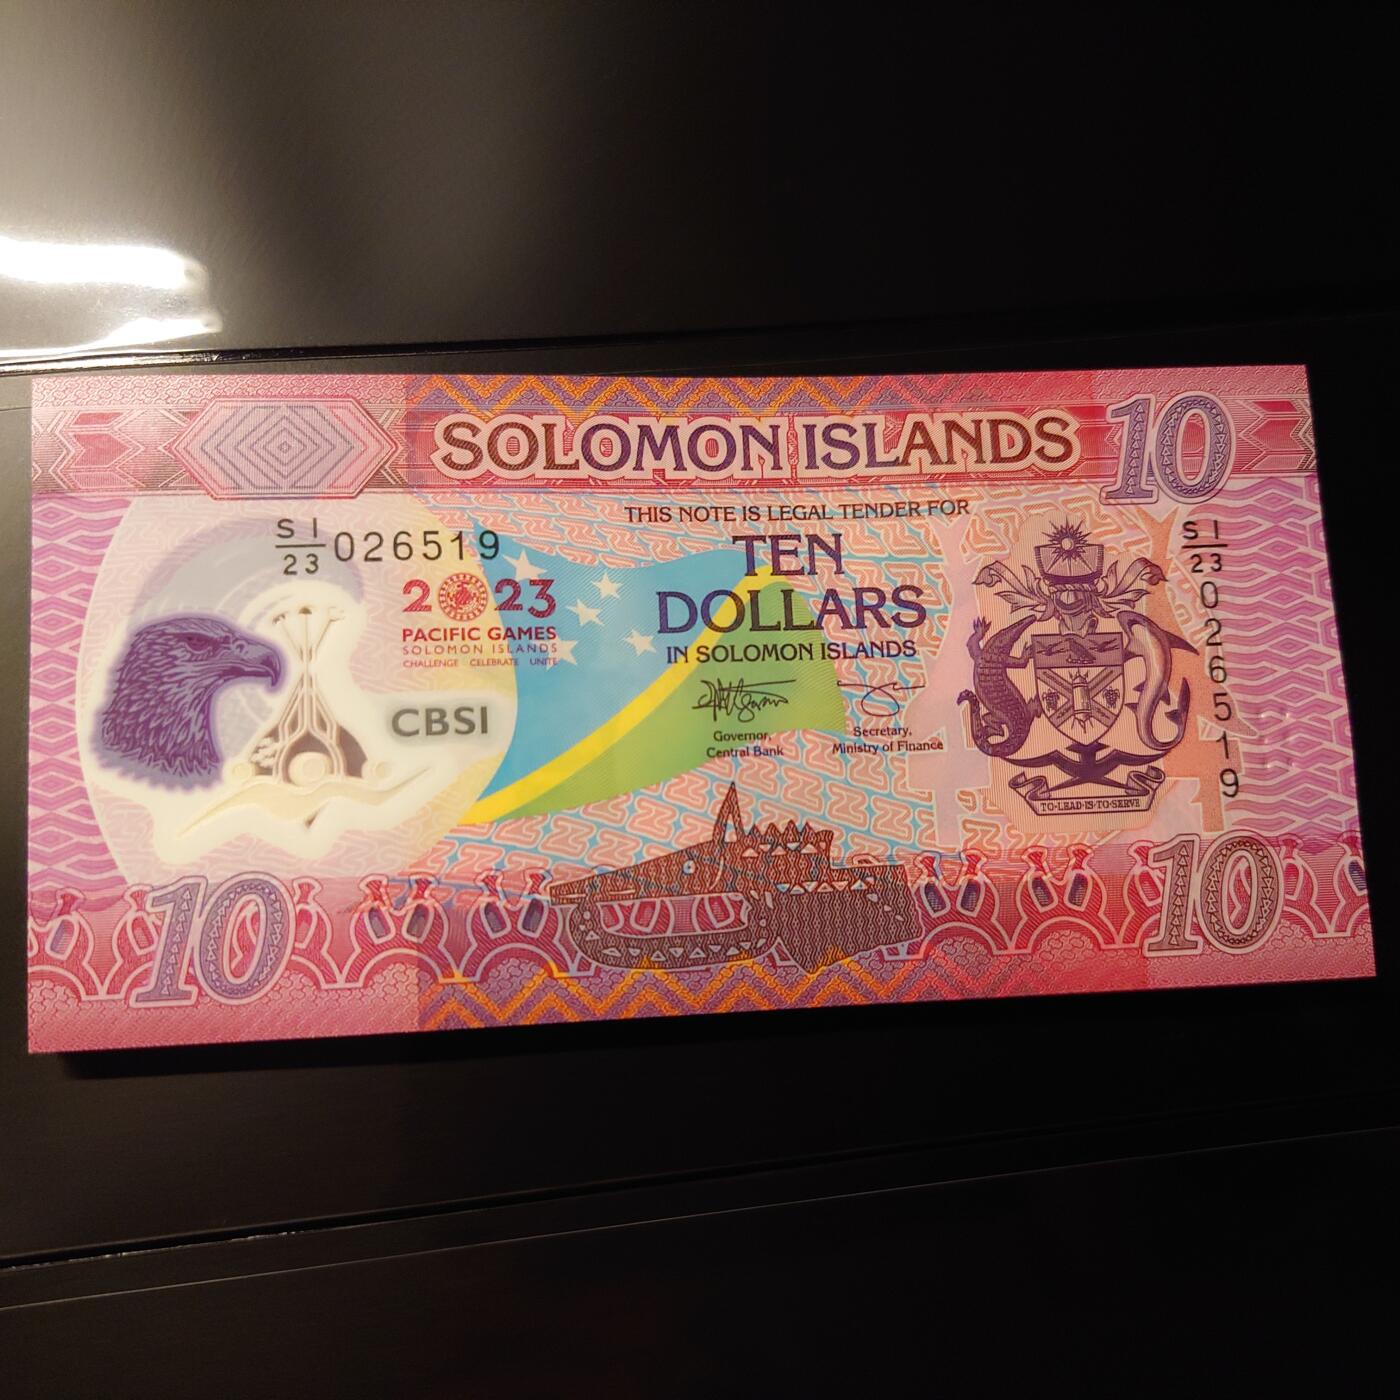 SOLOMON ISLANDS
10
THIS NOTE IS LEGAL TENDER FOR
TEN
DOLLARS
IN SOLOMON ISLANDS
S I
23 026519
2023
PACIFIC GAMES
SOLOMON ISLANDS
CHALLENGE CELEBRATE UNITE
CBSI
Governor,
Central Bank
Secretary,
Ministry of Finance
S I
23
026519
TO·LEAD·IS·TO·SERVE
10
10